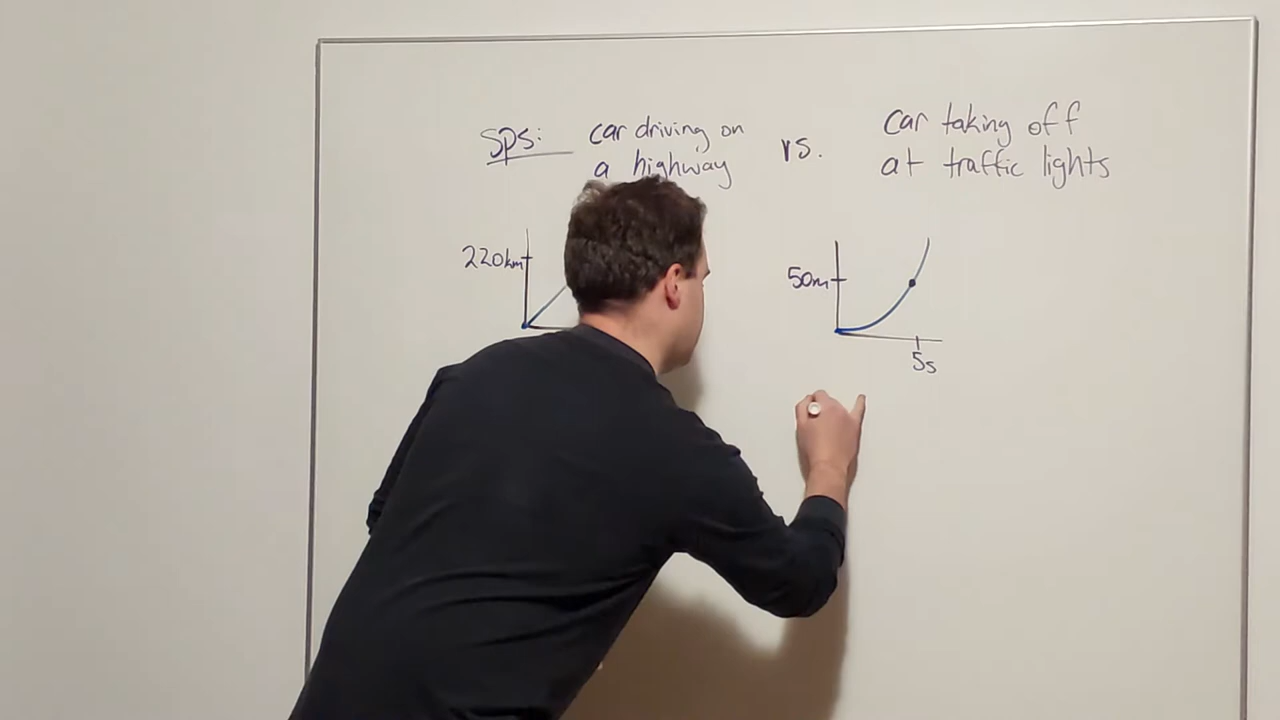 sps:
car driving on
a highway
vs.
car taking off
at traffic lights
220km
50m
5s